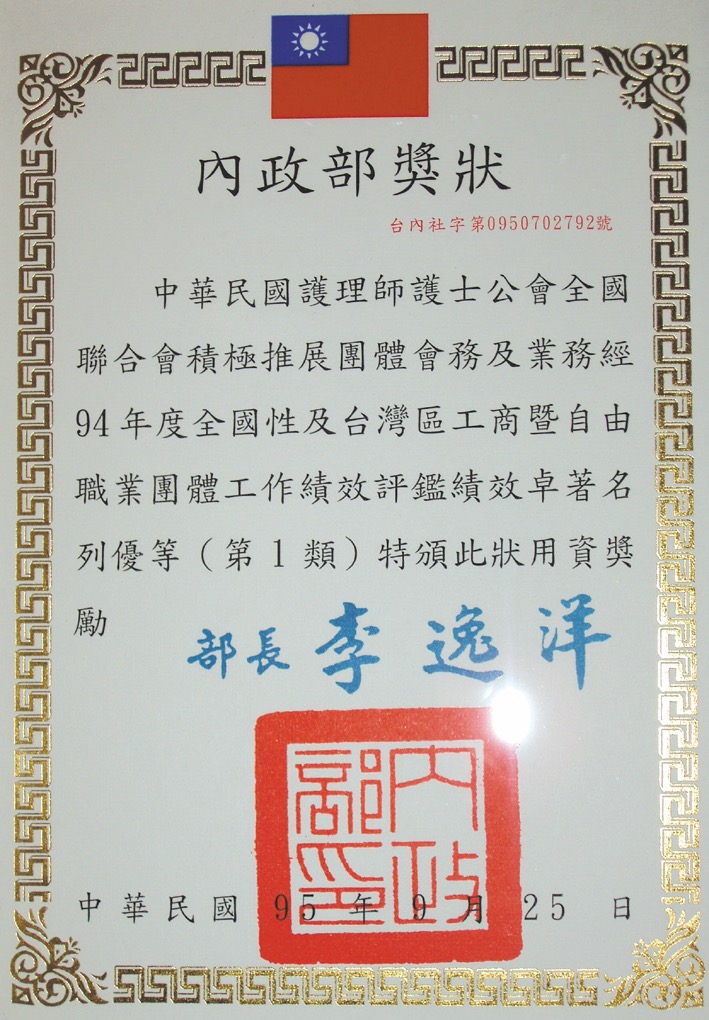 內政部獎狀
台內社字第0950702792號
中華民國護理師護士公會全國
聯合會積極推展團體會務及業務經
94年度全國性及台灣區工商暨自由
職業團體工作績效評鑑績效卓著名
列優等（第1類）特頒此狀用資獎
勵
部長 李逸洋
內政部印
中華民國 95 年 9 月 25 日